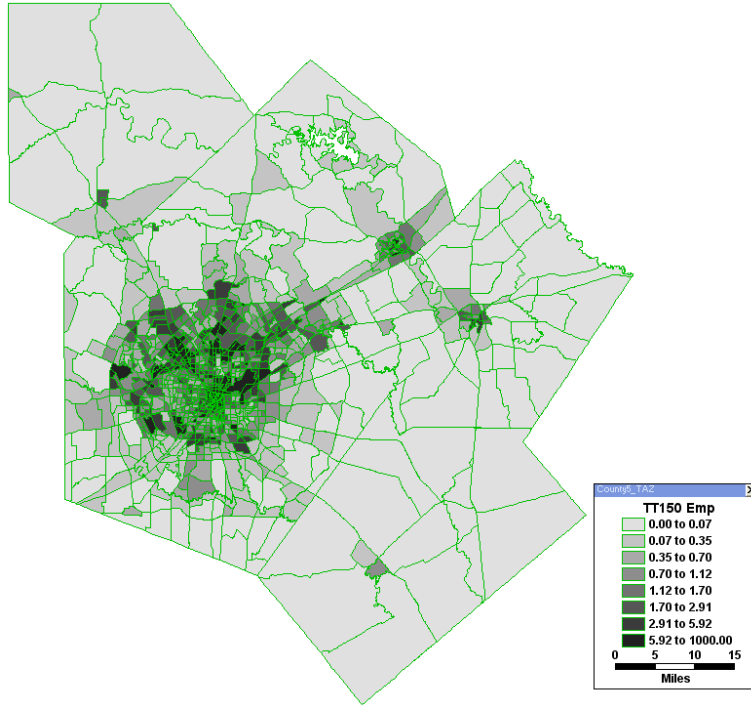 County5_TAZ
TT150 Emp
0.00 to 0.07
0.07 to 0.35
0.35 to 0.70
0.70 to 1.12
1.12 to 1.70
1.70 to 2.91
2.91 to 5.92
5.92 to 1000.00
0 5 10 15
Miles